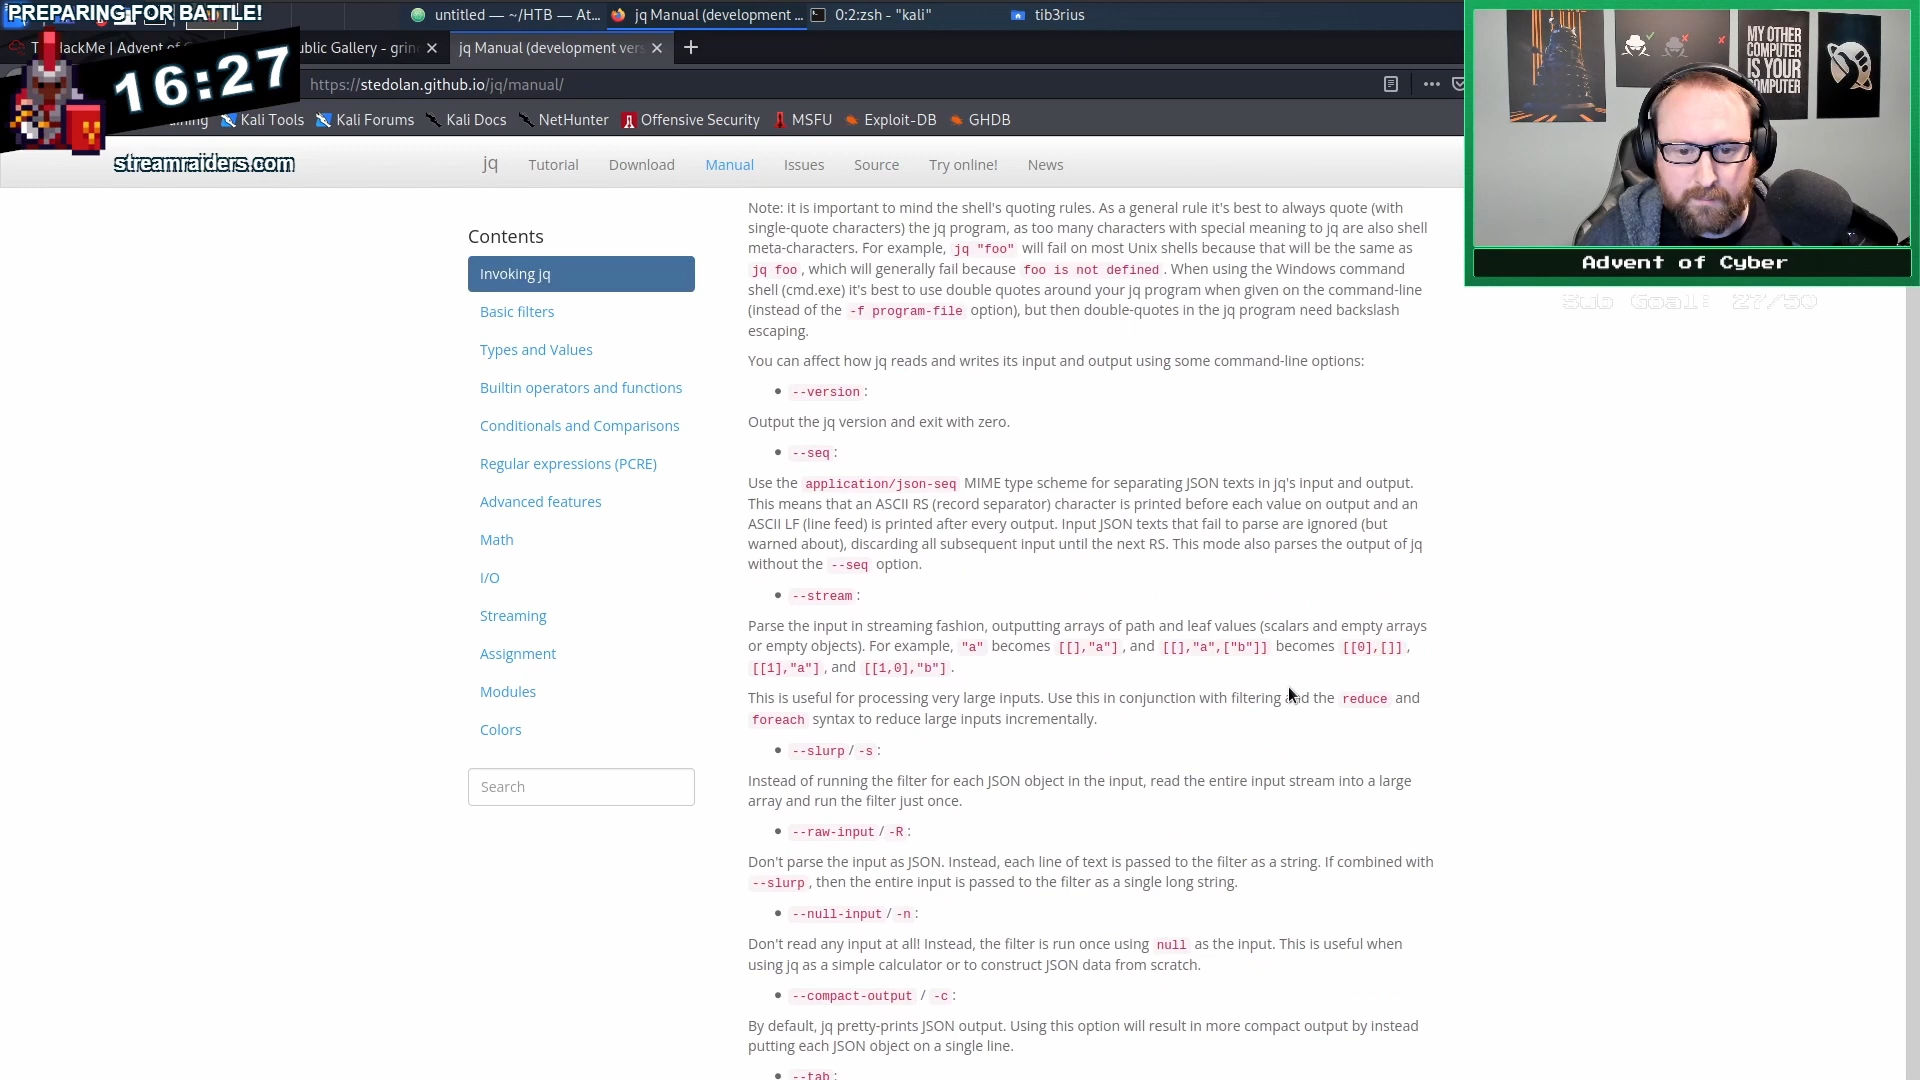 PREPARING FOR BATTLE!
untitled — ~/HTB — At...
jq Manual (development ...
0:2:zsh - "kali"
tib3rius
HackMe | Advent of
ublic Gallery - grin
jq Manual (development vers
16:27
https://stedolan.github.io/jq/manual/
Kali Tools
Kali Forums
Kali Docs
NetHunter
Offensive Security
MSFU
Exploit-DB
GHDB
streamraiders.com
jq
Tutorial
Download
Manual
Issues
Source
Try online!
News
MY OTHER
COMPUTER
IS YOUR
COMPUTER
Advent of Cyber
Sub Goal: 27/50
Contents
Invoking jq
Basic filters
Types and Values
Builtin operators and functions
Conditionals and Comparisons
Regular expressions (PCRE)
Advanced features
Math
I/O
Streaming
Assignment
Modules
Colors
Search
Note: it is important to mind the shell's quoting rules. As a general rule it's best to always quote (with
single-quote characters) the jq program, as too many characters with special meaning to jq are also shell
meta-characters. For example, jq "foo" will fail on most Unix shells because that will be the same as
jq foo, which will generally fail because foo is not defined. When using the Windows command
shell (cmd.exe) it's best to use double quotes around your jq program when given on the command-line
(instead of the -f program-file option), but then double-quotes in the jq program need backslash
escaping.
You can affect how jq reads and writes its input and output using some command-line options:
• --version:
Output the jq version and exit with zero.
• --seq:
Use the application/json-seq MIME type scheme for separating JSON texts in jq's input and output.
This means that an ASCII RS (record separator) character is printed before each value on output and an
ASCII LF (line feed) is printed after every output. Input JSON texts that fail to parse are ignored (but
warned about), discarding all subsequent input until the next RS. This mode also parses the output of jq
without the --seq option.
• --stream:
Parse the input in streaming fashion, outputting arrays of path and leaf values (scalars and empty arrays
or empty objects). For example, "a" becomes [[],"a"], and [[],"a",["b"]] becomes [[0],[]],
[[1],"a"], and [[1,0],"b"].
This is useful for processing very large inputs. Use this in conjunction with filtering and the reduce and
foreach syntax to reduce large inputs incrementally.
• --slurp/-s:
Instead of running the filter for each JSON object in the input, read the entire input stream into a large
array and run the filter just once.
• --raw-input/-R:
Don't parse the input as JSON. Instead, each line of text is passed to the filter as a string. If combined with
--slurp, then the entire input is passed to the filter as a single long string.
• --null-input/-n:
Don't read any input at all! Instead, the filter is run once using null as the input. This is useful when
using jq as a simple calculator or to construct JSON data from scratch.
• --compact-output / -c:
By default, jq pretty-prints JSON output. Using this option will result in more compact output by instead
putting each JSON object on a single line.
• --tab: